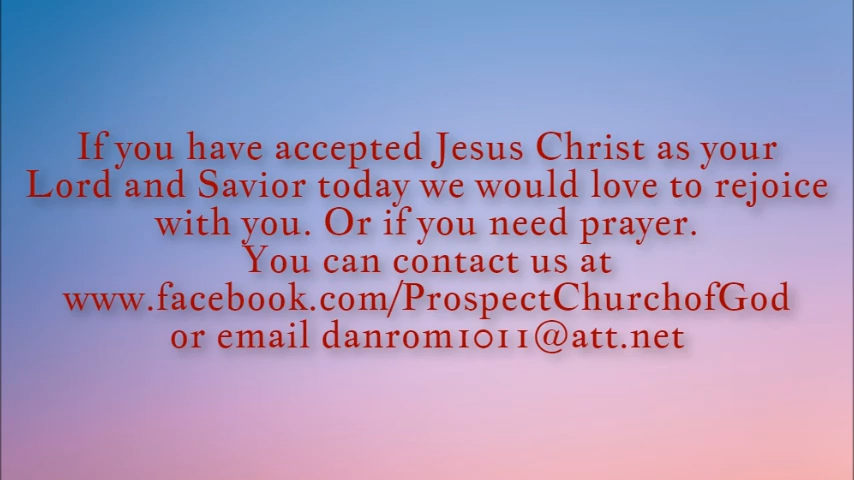 If you have accepted Jesus Christ as your
Lord and Savior today we would love to rejoice
with you. Or if you need prayer.
You can contact us at
www.facebook.com/ProspectChurchofGod
or email danrom1011@att.net